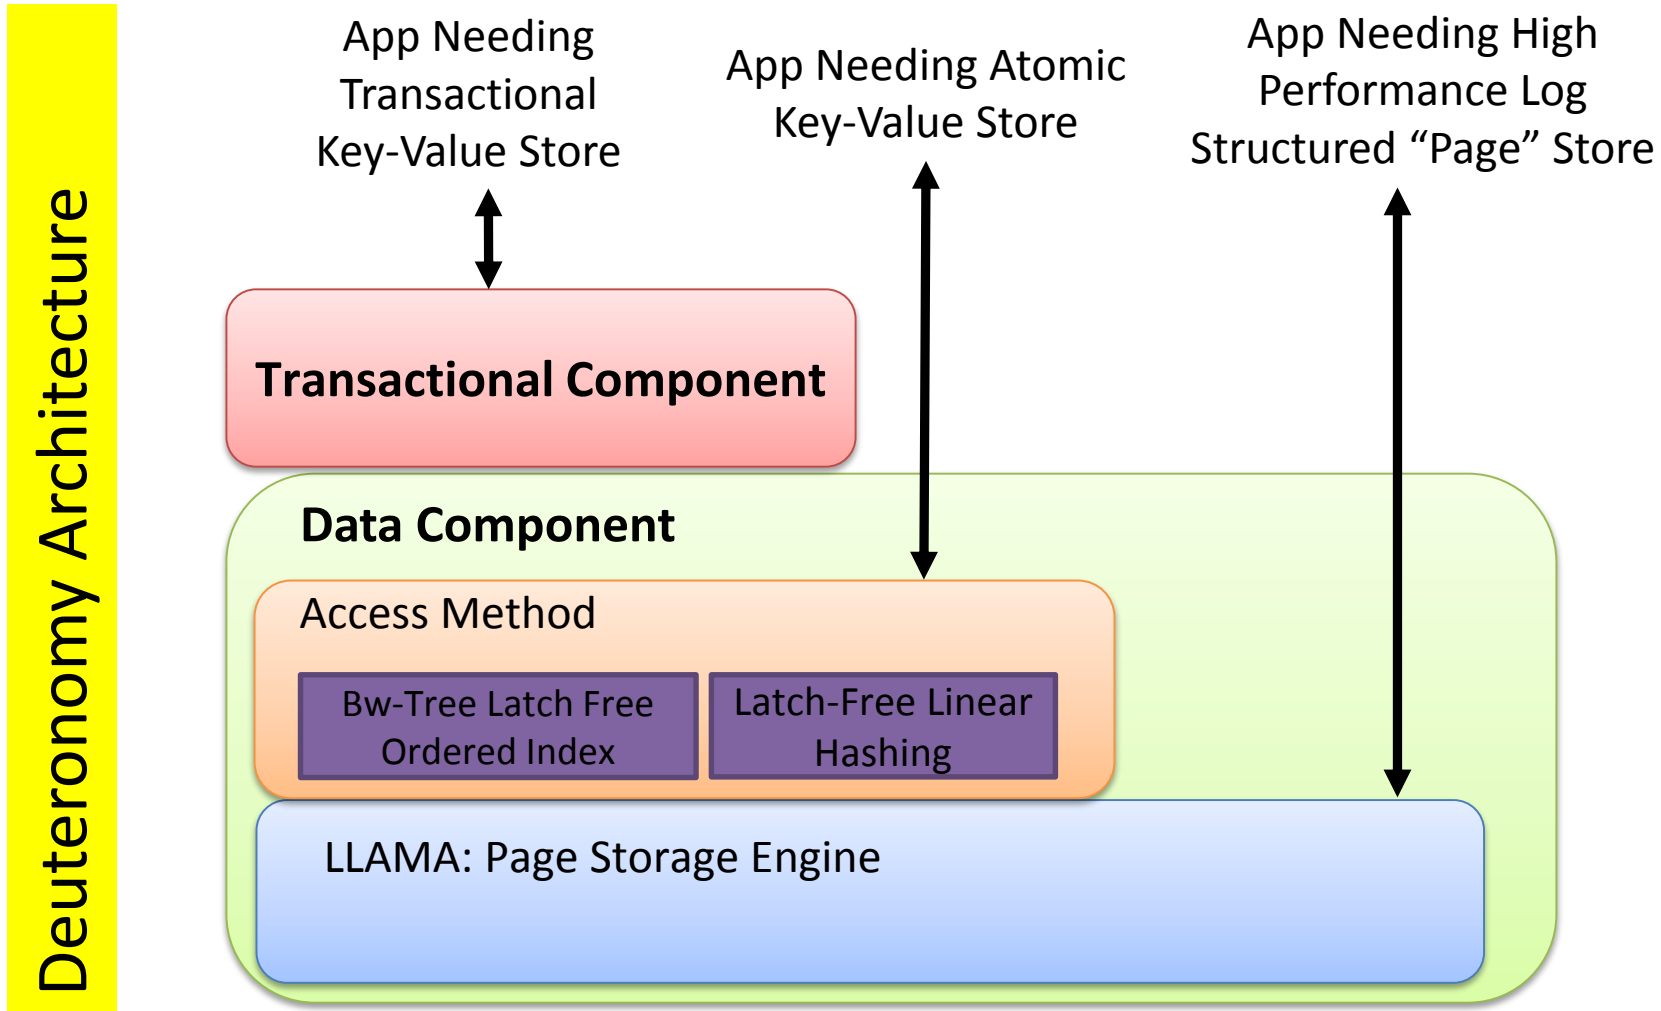 Deuteronomy Architecture
App Needing
Transactional
Key-Value Store
App Needing Atomic
Key-Value Store
App Needing High
Performance Log
Structured “Page” Store
Transactional Component
Data Component
Access Method
Bw-Tree Latch Free
Ordered Index
Latch-Free Linear
Hashing
LLAMA: Page Storage Engine